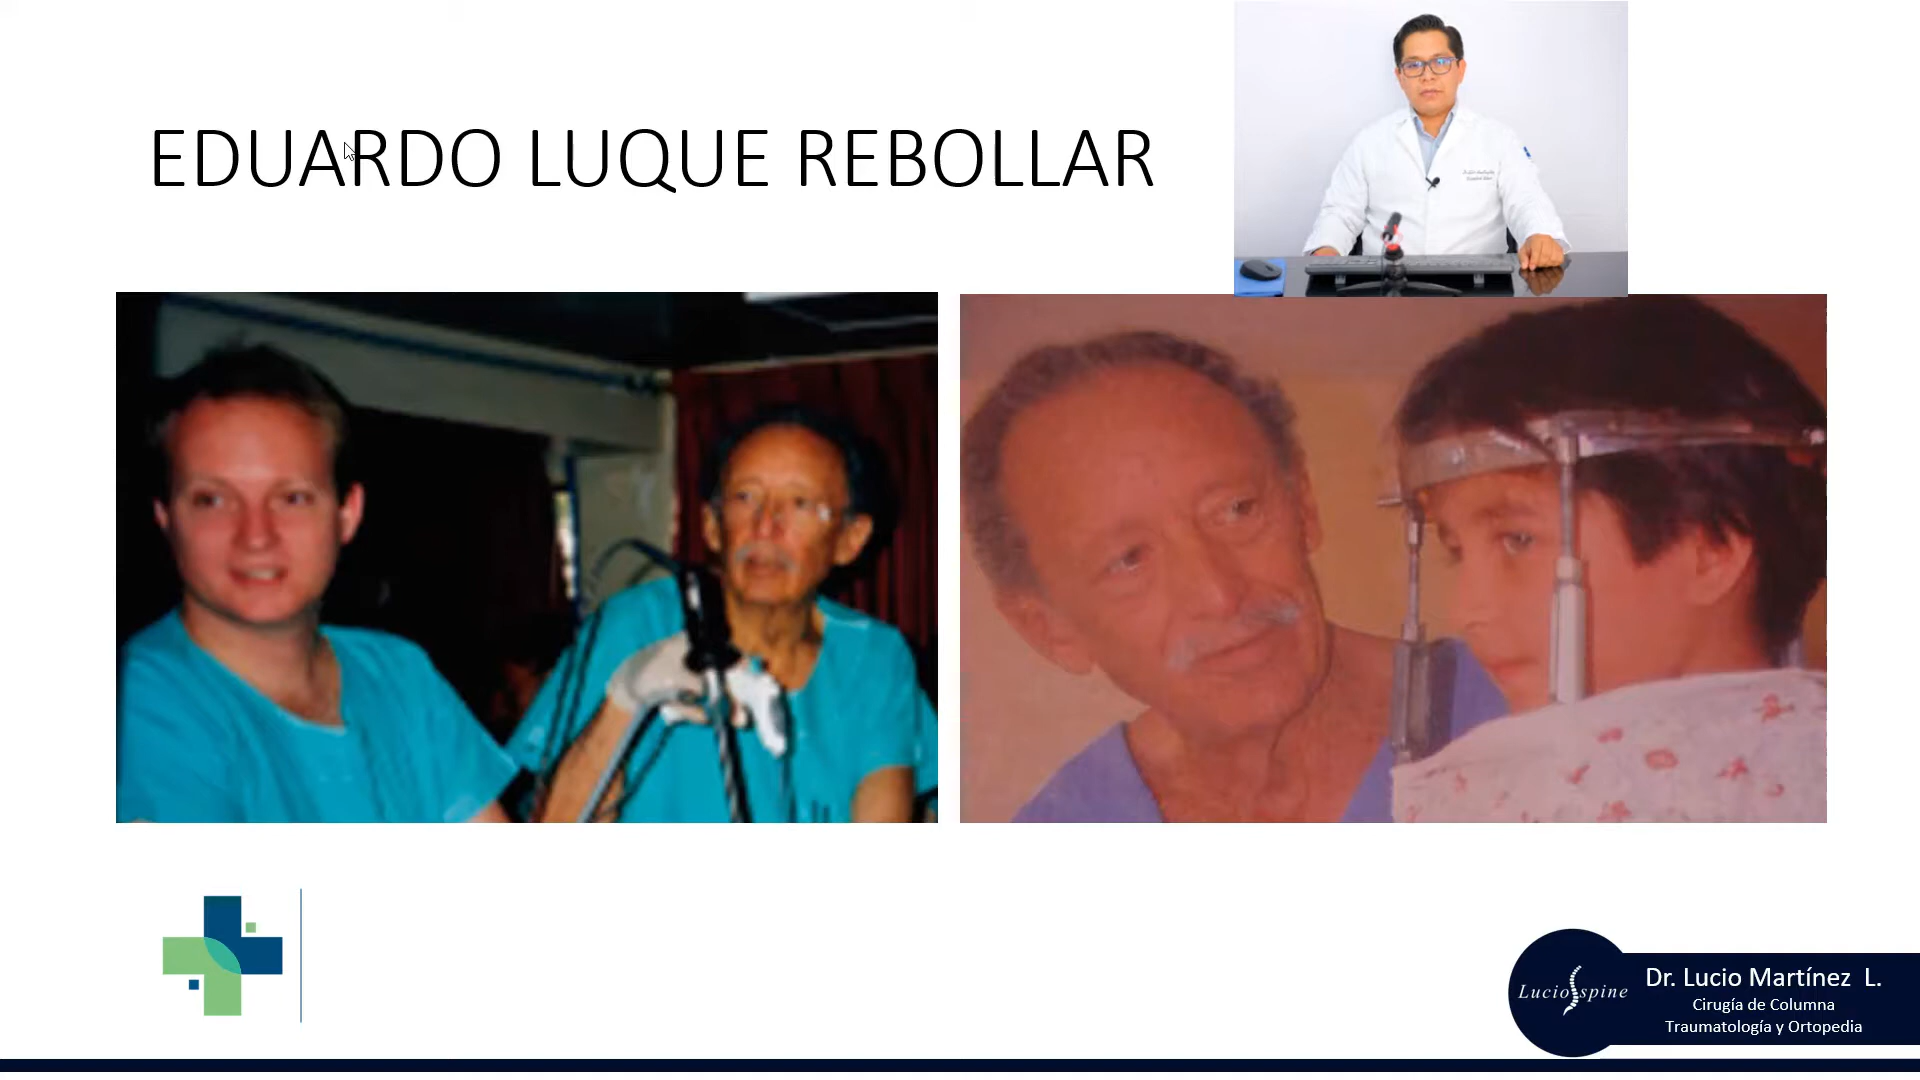 EDUARDO LUQUE REBOLLAR
Lucio spine
Dr. Lucio Martínez L.
Cirugía de Columna
Traumatología y Ortopedia